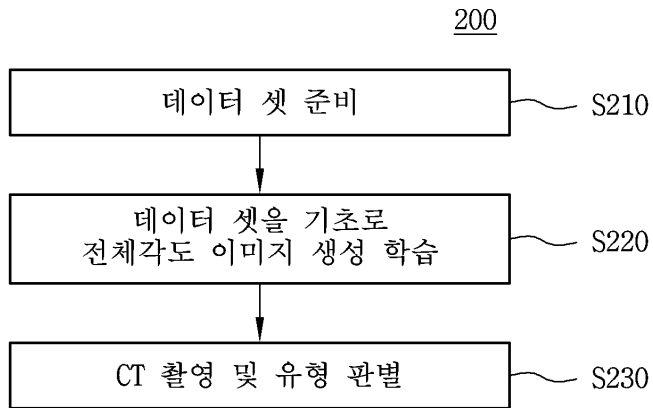 200
데이터 셋 준비
S210
데이터 셋을 기초로
전체각도 이미지 생성 학습
S220
CT 촬영 및 유형 판별
S230